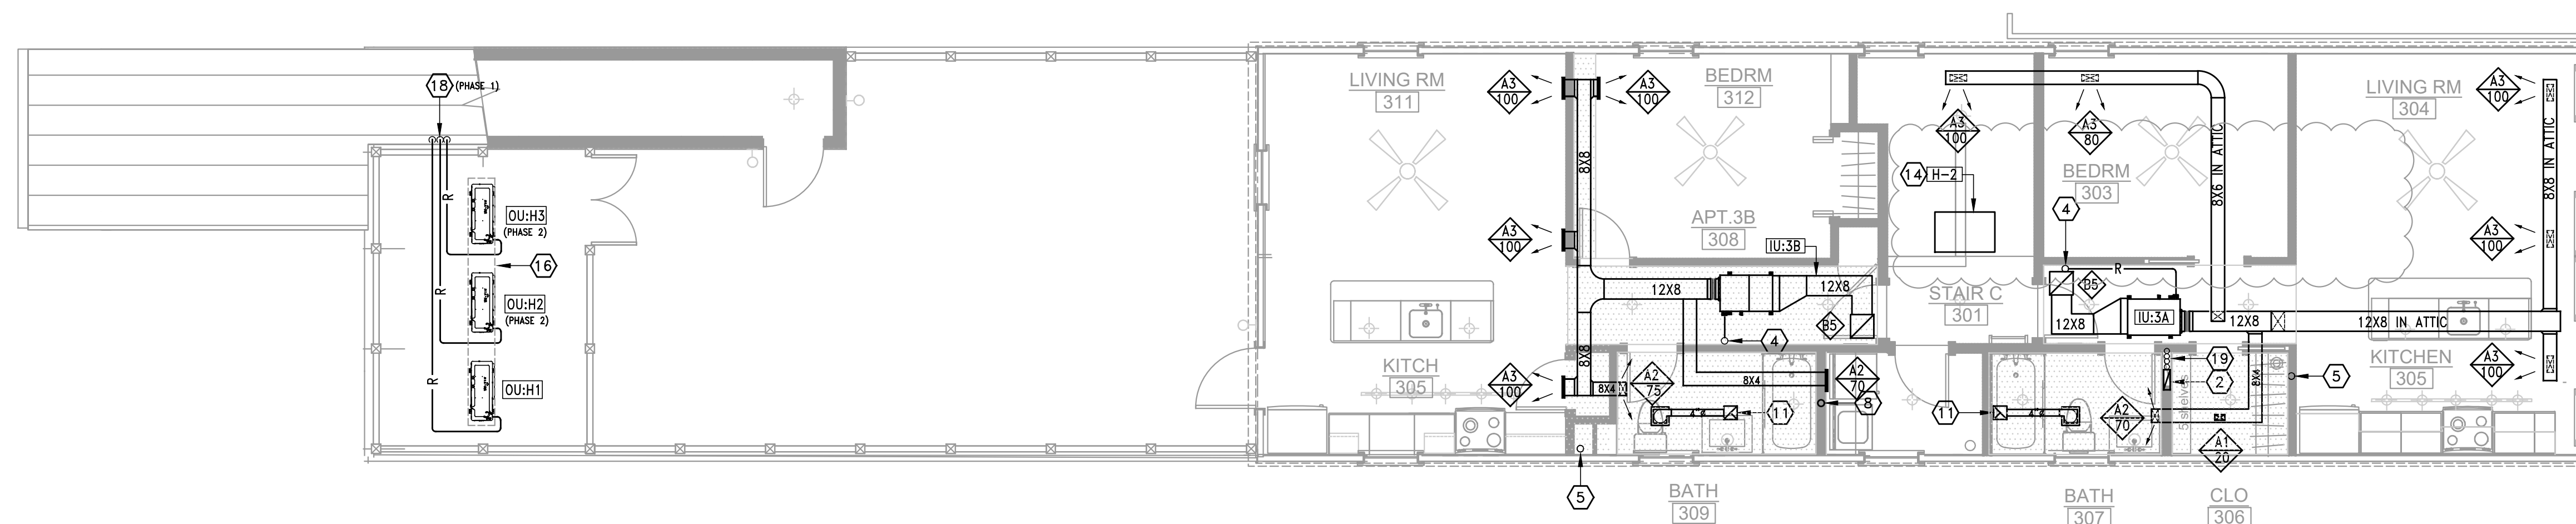 18 (PHASE 1)
R
OU:H3
(PHASE 2)
16
R
OU:H2
(PHASE 2)
R
OU:H1
LIVING RM
311
A3
100
A3
100
BEDRM
312
8X8
A3
100
APT.3B
308
IU:3B
12X8
12X8
B5
4
KITCH
305
8X8
A3
100
8X4
A2
75
8X4
A2
70
8
4"ø
11
5
BATH
309
A3
100
A3
80
14 H-2
BEDRM
303
8X6 IN ATTIC
4
R
B5
STAIR C
301
12X8
IU:3A
12X8
12X8 IN ATTIC
19
2
8X4
5
11
4"ø
A2
70
5 shelves
A1
20
BATH
307
CLO
306
LIVING RM
304
A3
100
8X8 IN ATTIC
A3
100
KITCHEN
305
A3
100